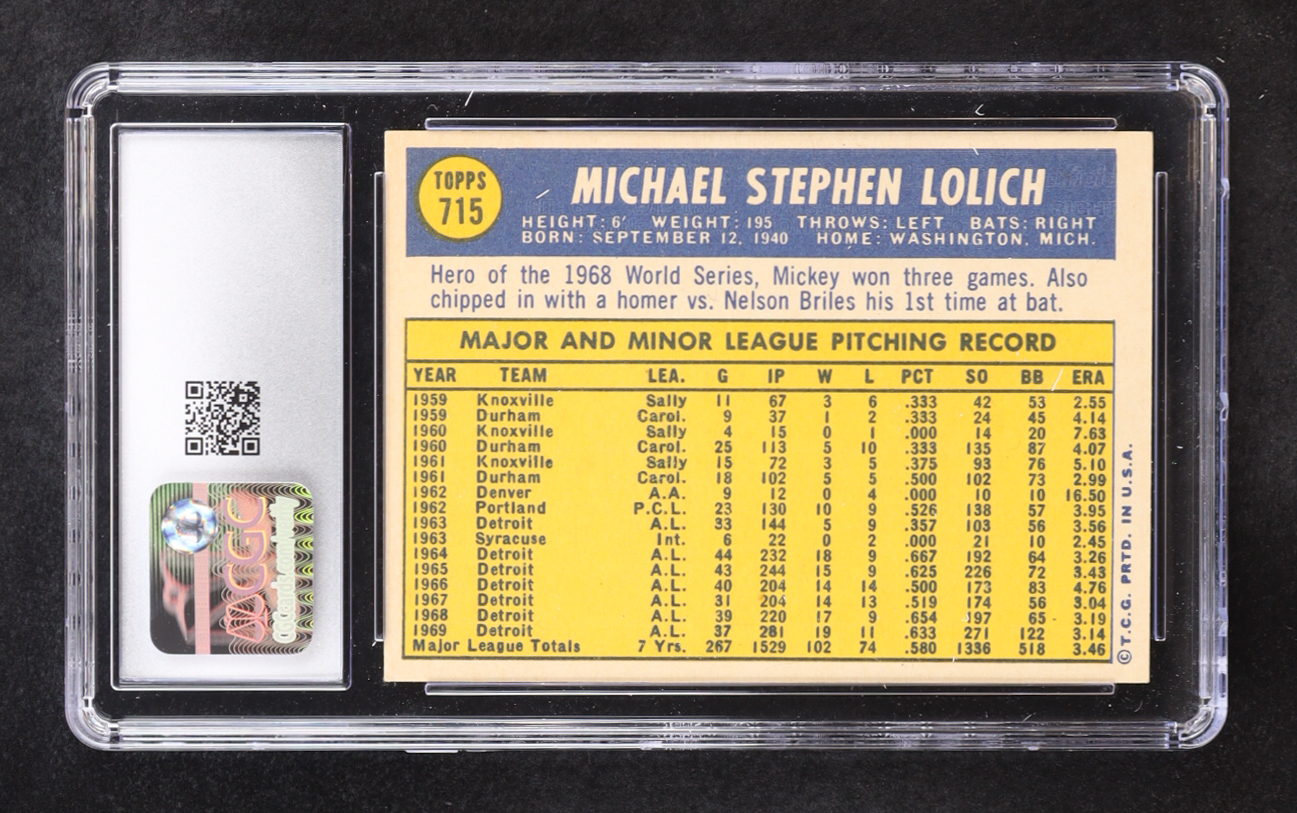 TOPPS
715
MICHAEL STEPHEN LOLICH
HEIGHT: 6' WEIGHT: 195 THROWS: LEFT BATS: RIGHT
BORN: SEPTEMBER 12, 1940 HOME: WASHINGTON, MICH.
Hero of the 1968 World Series, Mickey won three games. Also
chipped in with a homer vs. Nelson Briles his 1st time at bat.
MAJOR AND MINOR LEAGUE PITCHING RECORD
YEAR TEAM LEA. G IP W L PCT SO BB ERA
1959 Knoxville Sally 11 67 3 6 .333 42 53 2.55
1959 Durham Carol. 9 37 1 2 .333 24 45 4.14
1960 Knoxville Sally 4 15 0 1 .000 14 20 7.63
1960 Durham Carol. 25 113 5 10 .333 135 87 4.07
1961 Knoxville Sally 15 72 3 5 .375 93 76 5.10
1961 Durham Carol. 18 102 5 5 .500 102 73 2.99
1962 Denver A.A. 9 12 0 4 .000 10 10 16.50
1962 Portland P.C.L. 23 130 10 9 .526 138 57 3.95
1963 Detroit A.L. 33 144 5 9 .357 103 56 3.56
1963 Syracuse Int. 6 22 0 2 .000 21 10 2.45
1964 Detroit A.L. 44 232 18 9 .667 192 64 3.26
1965 Detroit A.L. 43 244 15 9 .625 226 72 3.43
1966 Detroit A.L. 40 204 14 14 .500 173 83 4.76
1967 Detroit A.L. 31 204 14 13 .519 174 56 3.04
1968 Detroit A.L. 39 220 17 9 .654 197 65 3.19
1969 Detroit A.L. 37 281 19 11 .633 271 122 3.14
Major League Totals 7 Yrs. 267 1529 102 74 .580 1336 518 3.46
©T.C.G. PRTD. IN U.S.A.
CGC